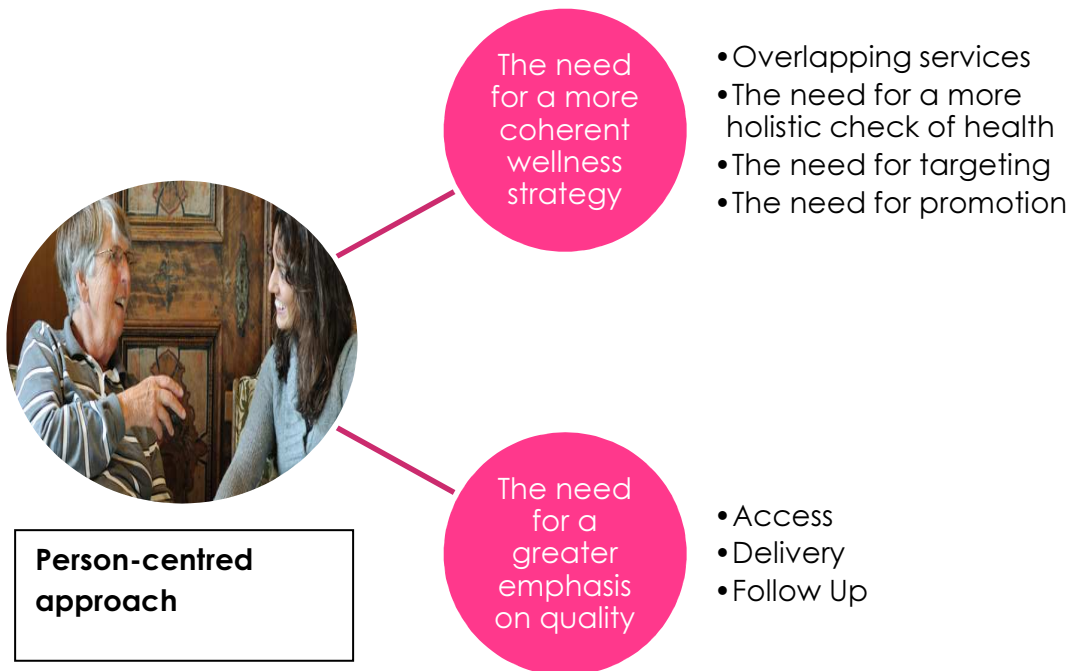 The need
for a more
coherent
wellness
strategy
•Overlapping services
•The need for a more
holistic check of health
•The need for targeting
•The need for promotion
Person-centred
approach
The need
for a
greater
emphasis
on quality
•Access
•Delivery
•Follow Up